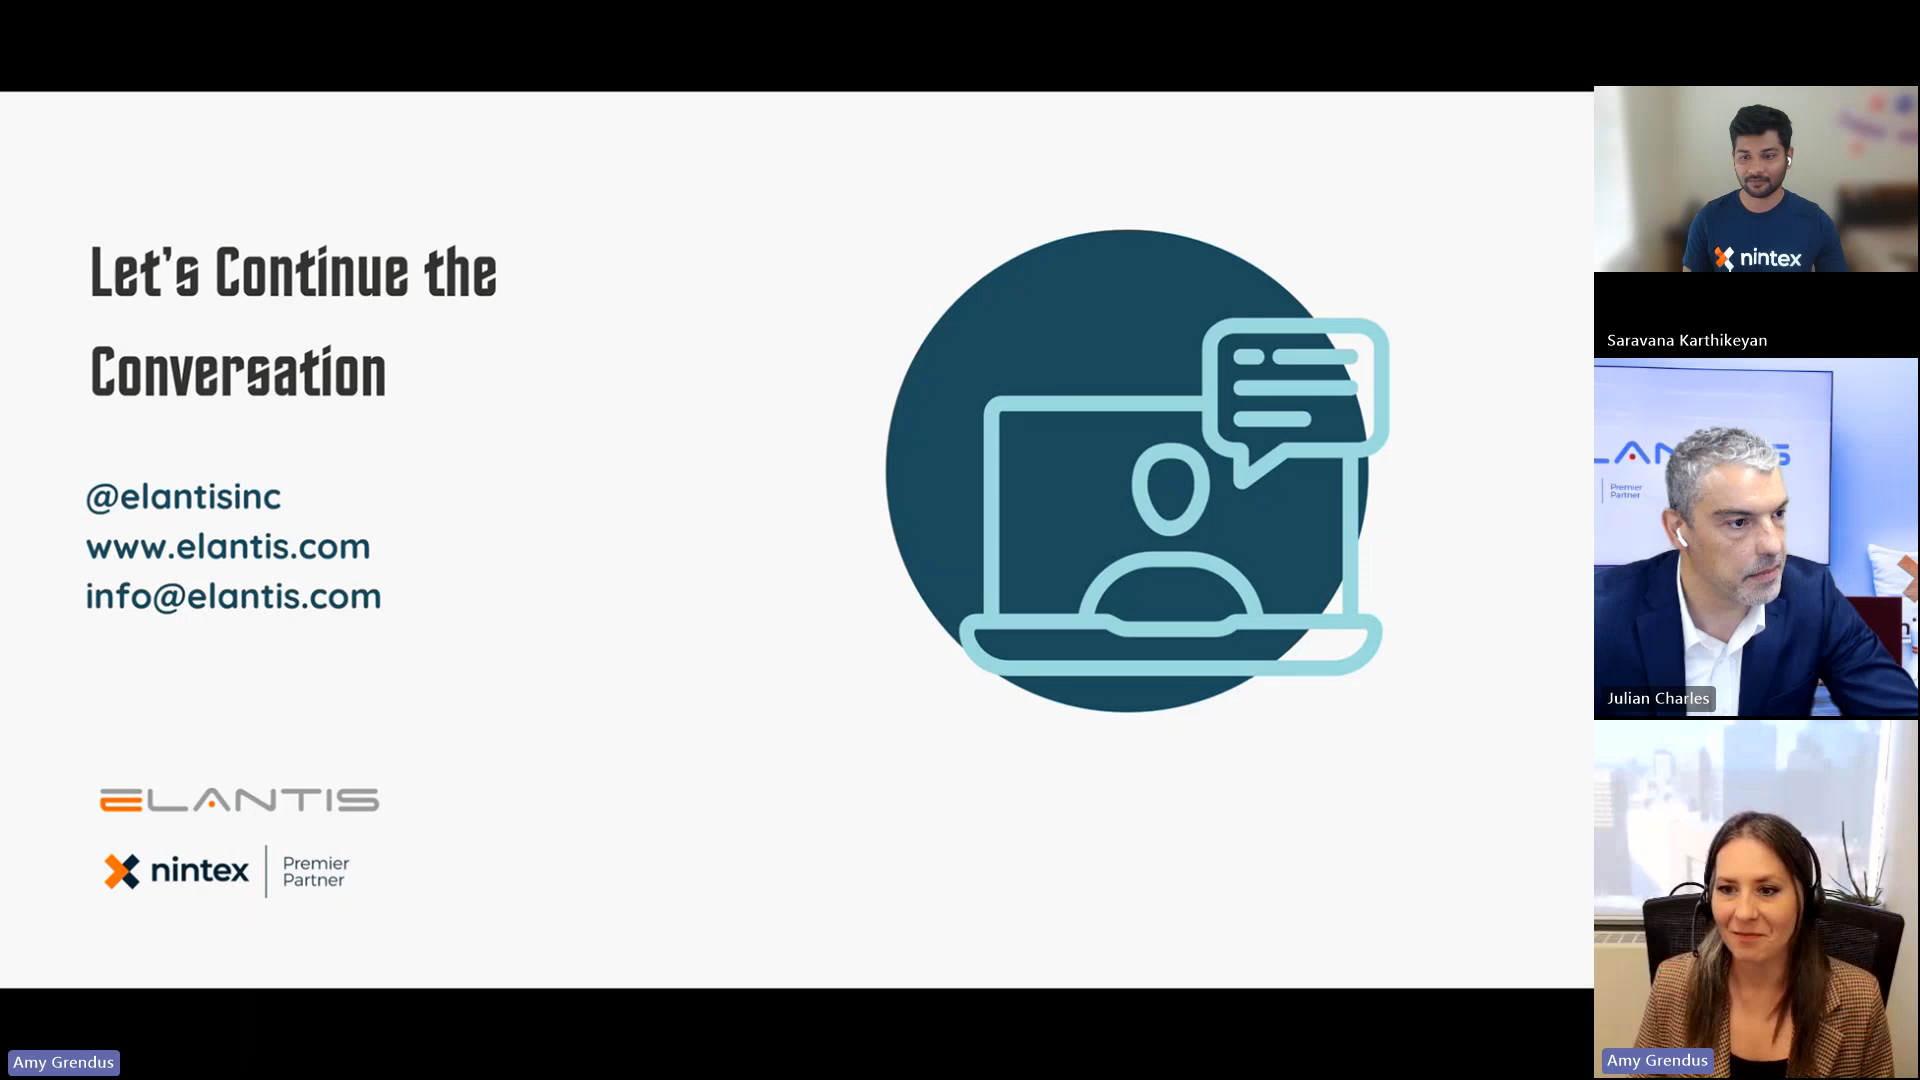 Let's Continue the
Conversation
@elantisinc
www.elantis.com
info@elantis.com
ELANTIS
nintex
Premier
Partner
Amy Grendus
nintex
Saravana Karthikeyan
Premier
Partner
Julian Charles
Amy Grendus